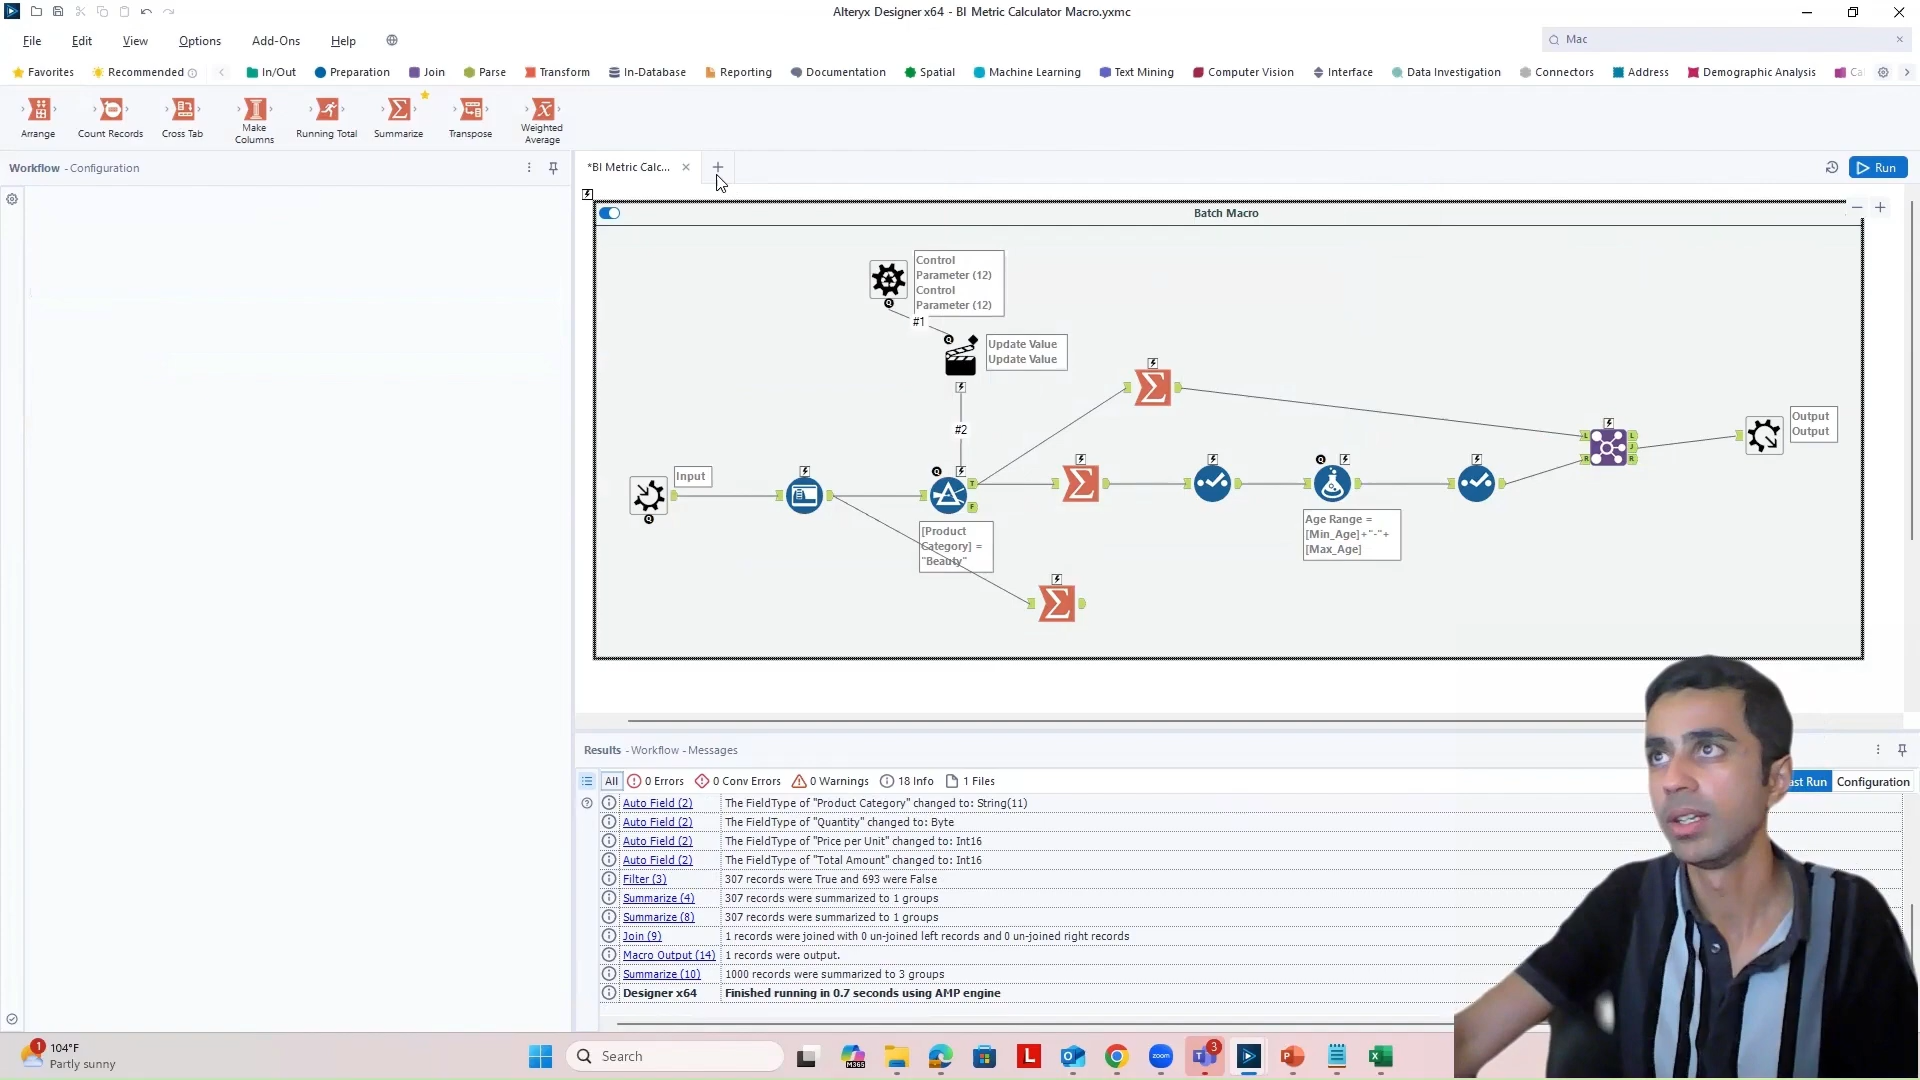 Alteryx Designer x64 - BI Metric Calculator Macro.yxmc
File Edit View Options Add-Ons Help
Mac
Favorites Recommended In/Out Preparation Join Parse Transform In-Database Reporting Documentation Spatial Machine Learning Text Mining Computer Vision Interface Data Investigation Connectors Address Demographic Analysis Ca
Arrange
Count Records
Cross Tab
Make
Columns
Running Total
Summarize
Transpose
Weighted
Average
Workflow - Configuration
*BI Metric Calc...
Run
Batch Macro
Control
Parameter (12)
Control
Parameter (12)
#1
Update Value
Update Value
#2
Input
[Product
Category] =
"Beauty"
T
F
Age Range =
[Min_Age]+"-"+
[Max_Age]
L
R
L
J
R
Output
Output
Results - Workflow - Messages
All 0 Errors 0 Conv Errors 0 Warnings 18 Info 1 Files
ast Run Configuration
Auto Field (2) The FieldType of "Product Category" changed to: String(11)
Auto Field (2) The FieldType of "Quantity" changed to: Byte
Auto Field (2) The FieldType of "Price per Unit" changed to: Int16
Auto Field (2) The FieldType of "Total Amount" changed to: Int16
Filter (3) 307 records were True and 693 were False
Summarize (4) 307 records were summarized to 1 groups
Summarize (8) 307 records were summarized to 1 groups
Join (9) 1 records were joined with 0 un-joined left records and 0 un-joined right records
Macro Output (14) 1 records were output.
Summarize (10) 1000 records were summarized to 3 groups
Designer x64 Finished running in 0.7 seconds using AMP engine
1
104°F
Partly sunny
Search
M365
L
zoom
3